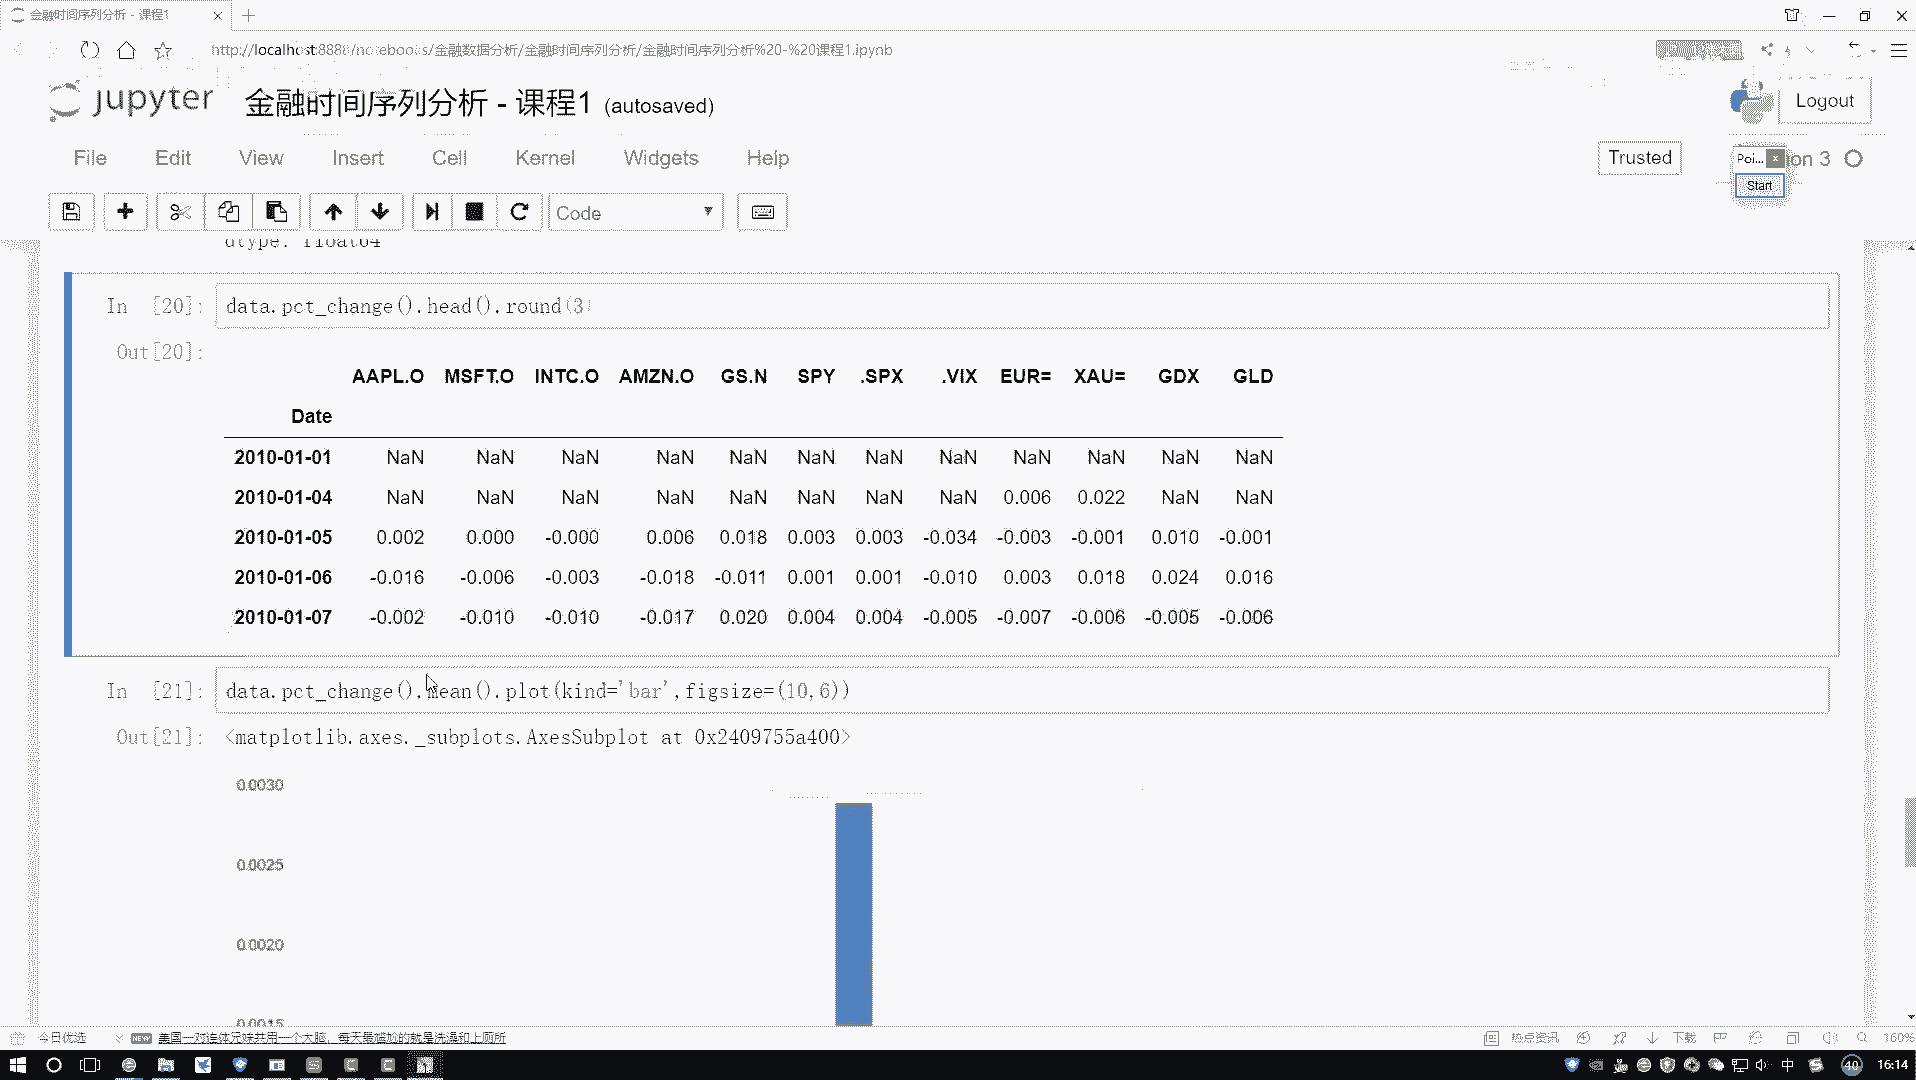 金融时间序列分析 - 课程1
http://localhost:8888/notebooks/金融数据分析/金融时间序列分析/金融时间序列分析%20-%20课程1.ipynb
jupyter 金融时间序列分析 - 课程1 (autosaved)
Logout
File Edit View Insert Cell Kernel Widgets Help
Trusted
Poi... on 3
Start
Code
dtype: float64
In [20]: data.pct_change().head().round(3)
Out[20]:
AAPL.O MSFT.O INTC.O AMZN.O GS.N SPY .SPX .VIX EUR= XAU= GDX GLD
Date
2010-01-01 NaN NaN NaN NaN NaN NaN NaN NaN NaN NaN NaN NaN
2010-01-04 NaN NaN NaN NaN NaN NaN NaN NaN 0.006 0.022 NaN NaN
2010-01-05 0.002 0.000 -0.000 0.006 0.018 0.003 0.003 -0.034 -0.003 -0.001 0.010 -0.001
2010-01-06 -0.016 -0.006 -0.003 -0.018 -0.011 0.001 0.001 -0.010 0.003 0.018 0.024 0.016
2010-01-07 -0.002 -0.010 -0.010 -0.017 0.020 0.004 0.004 -0.005 -0.007 -0.006 -0.005 -0.006
In [21]: data.pct_change().mean().plot(kind='bar',figsize=(10,6))
Out[21]: <matplotlib.axes._subplots.AxesSubplot at 0x2409755a400>
0.0030
0.0025
0.0020
0.0015
今日优选 NEW 美国一对连体兄妹共用一个大脑，每天最尴尬的就是洗澡和上厕所 热点资讯 下载 160%
中 40 16:14